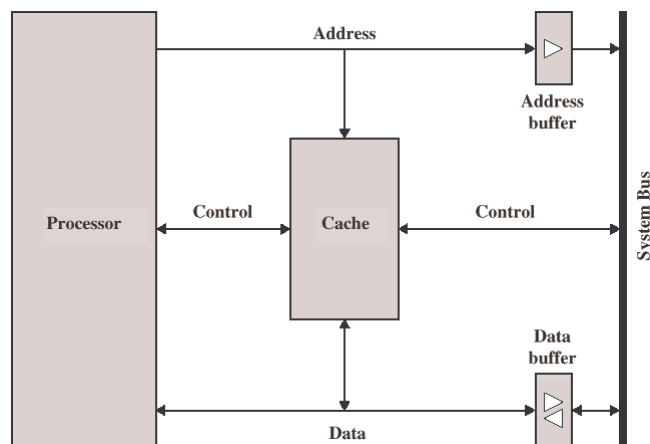 Address
Address
buffer
Processor
Control
Cache
Control
System Bus
Data
buffer
Data